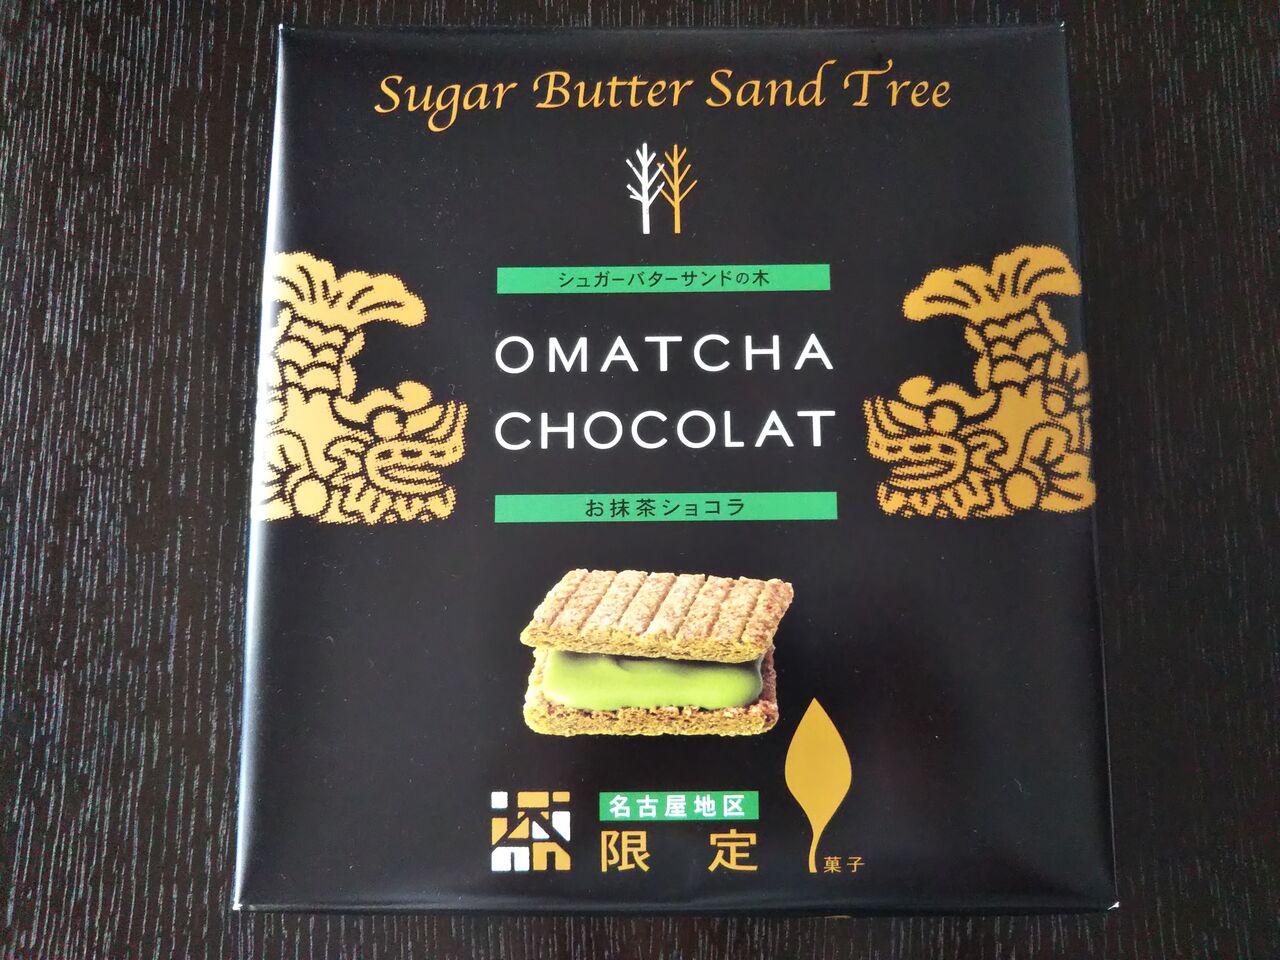 Sugar Butter Sand Tree
シュガーバターサンドの木
OMATCHA
CHOCOLAT
お抹茶ショコラ
名古屋地区
限定
菓子